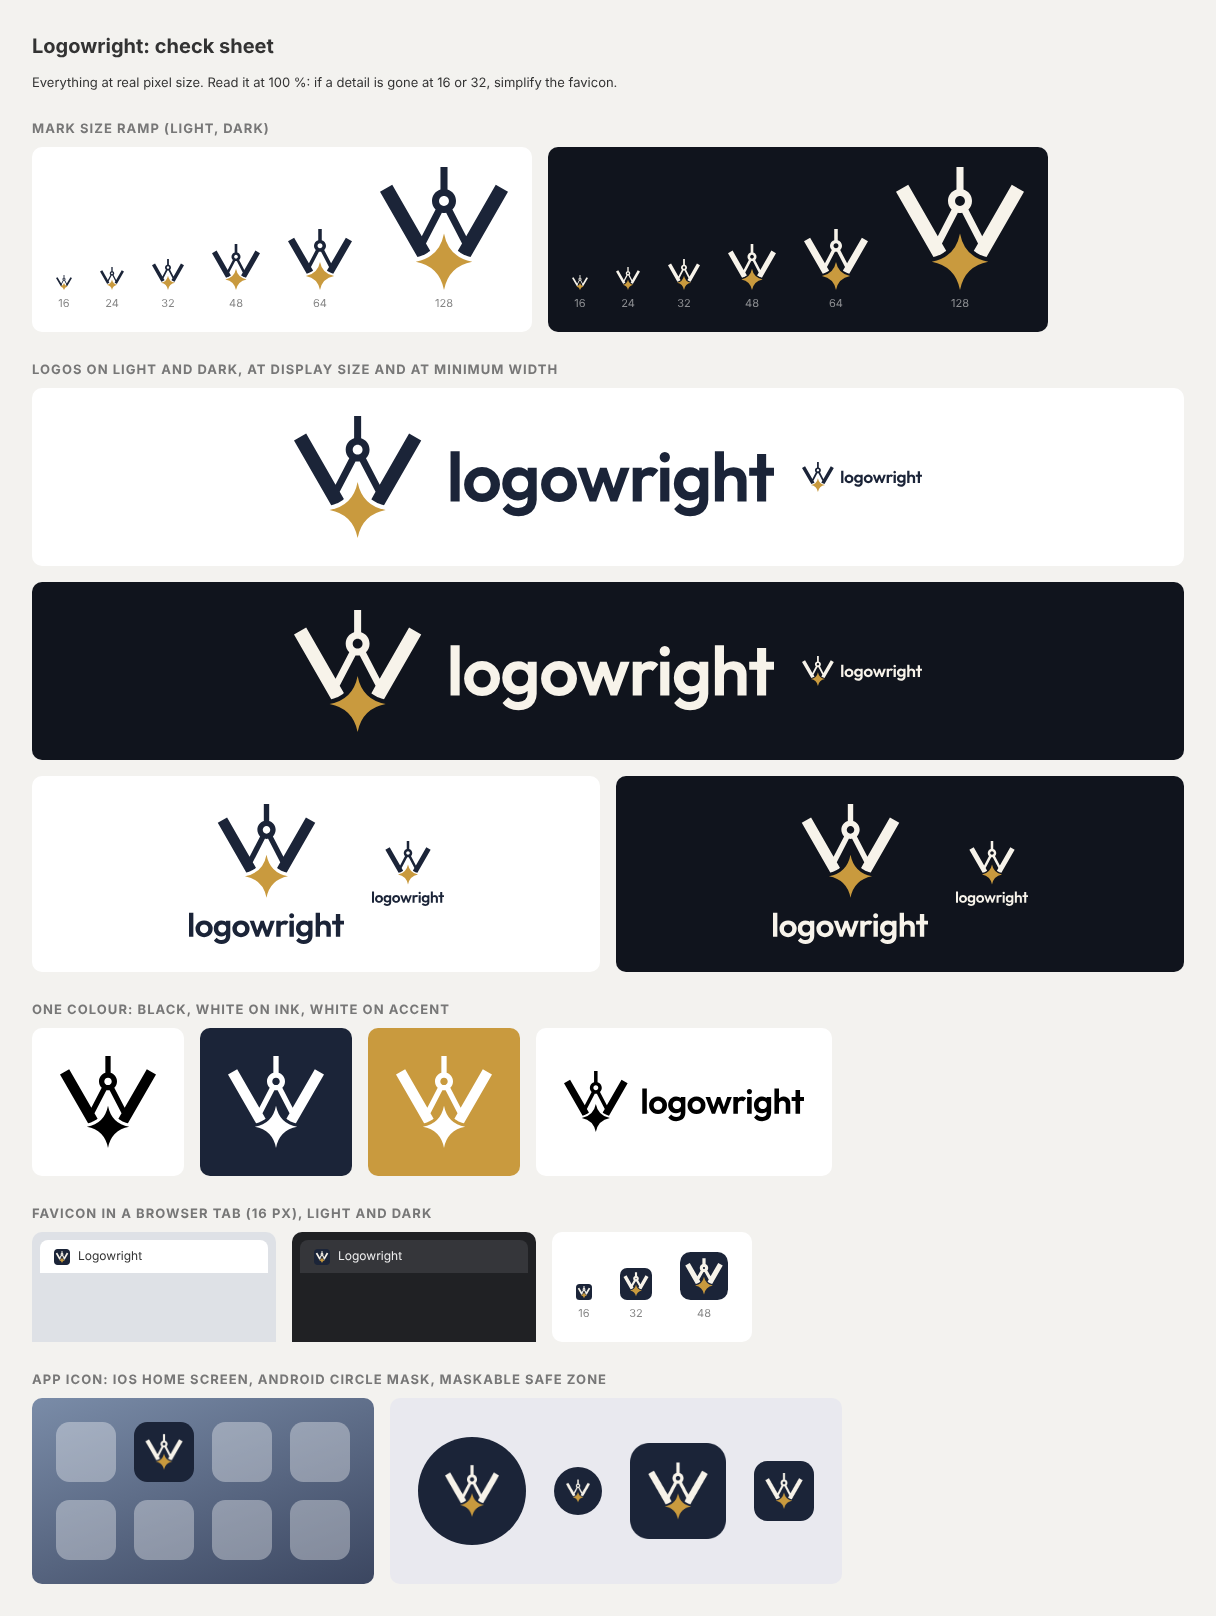 Logowright: check sheet
Everything at real pixel size. Read it at 100 %: if a detail is gone at 16 or 32, simplify the favicon.
MARK SIZE RAMP (LIGHT, DARK)
16 24 32 48 64 128
16 24 32 48 64 128
LOGOS ON LIGHT AND DARK, AT DISPLAY SIZE AND AT MINIMUM WIDTH
logowright logowright
logowright logowright
logowright logowright
logowright logowright
ONE COLOUR: BLACK, WHITE ON INK, WHITE ON ACCENT
logowright
FAVICON IN A BROWSER TAB (16 PX), LIGHT AND DARK
Logowright
Logowright
16 32 48
APP ICON: IOS HOME SCREEN, ANDROID CIRCLE MASK, MASKABLE SAFE ZONE